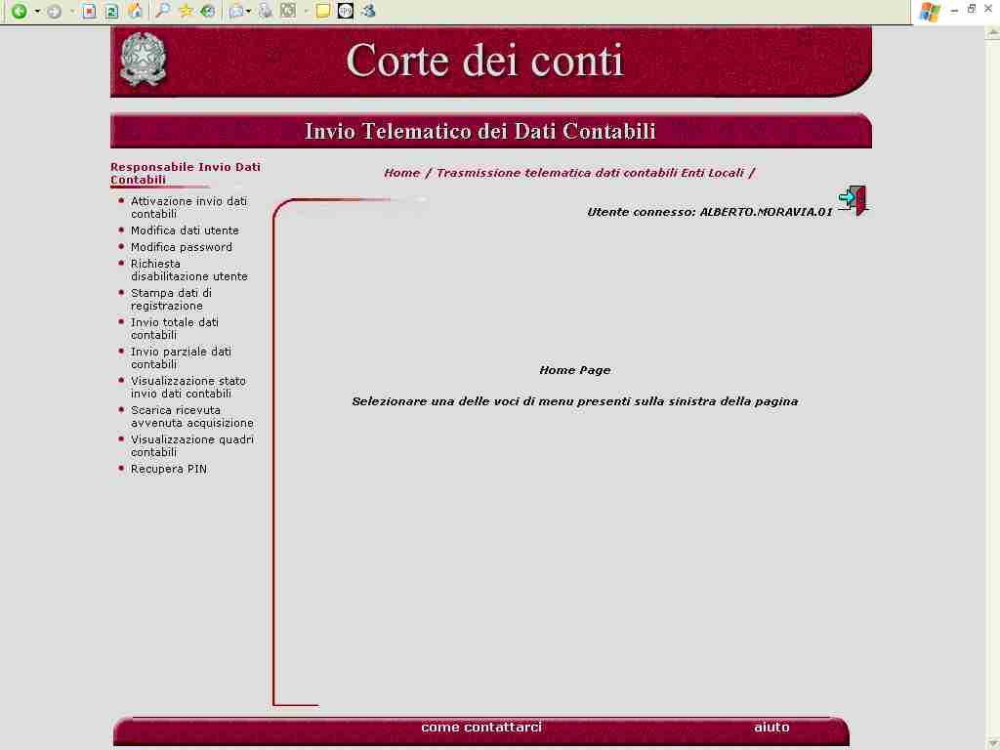 Corte dei conti
Invio Telematico dei Dati Contabili
Responsabile Invio Dati
Contabili
Attivazione invio dati
contabili
Modifica dati utente
Modifica password
Richiesta
disabilitazione utente
Stampa dati di
registrazione
Invio totale dati
contabili
Invio parziale dati
contabili
Visualizzazione stato
invio dati contabili
Scarica ricevuta
avvenuta acquisizione
Visualizzazione quadri
contabili
Recupera PIN
Home / Trasmissione telematica dati contabili Enti Locali /
Utente connesso: ALBERTO.MORAVIA.01
Home Page
Selezionare una delle voci di menu presenti sulla sinistra della pagina
come contattarci aiuto